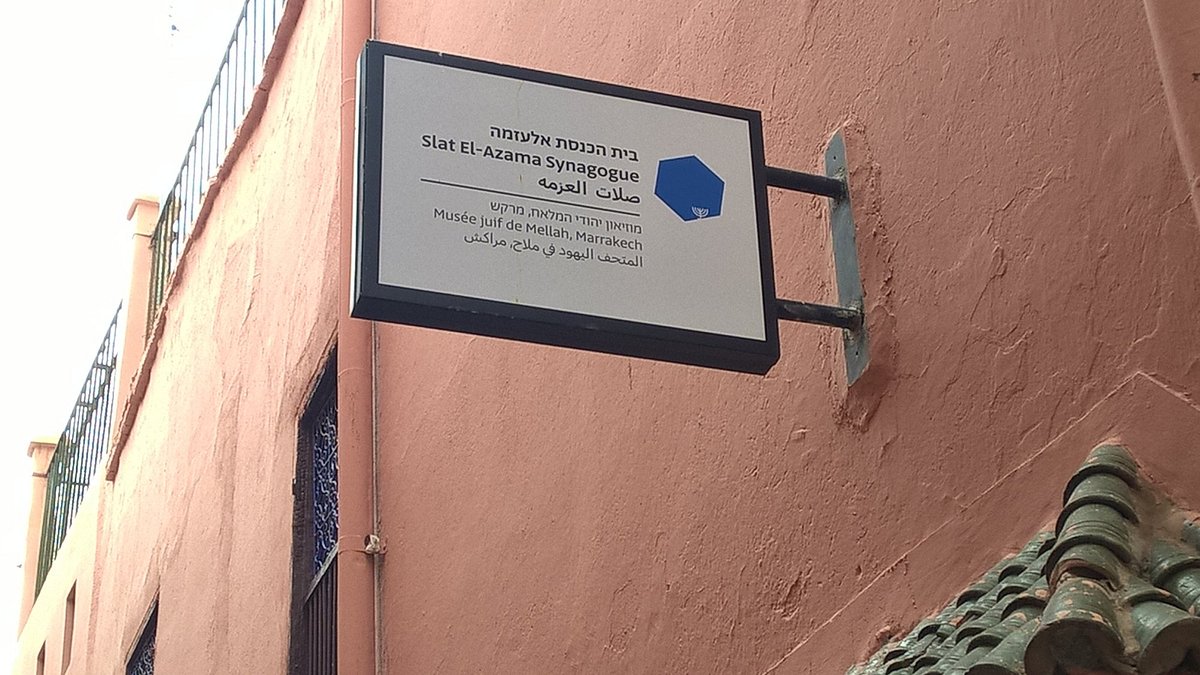 בית הכנסת אלעזמה
Slat El-Azama Synagogue
صلات العزمه
מוזיאון יהודי המלאח, מרקש
Musée juif de Mellah, Marrakech
المتحف اليهود في ملاح, مراكش